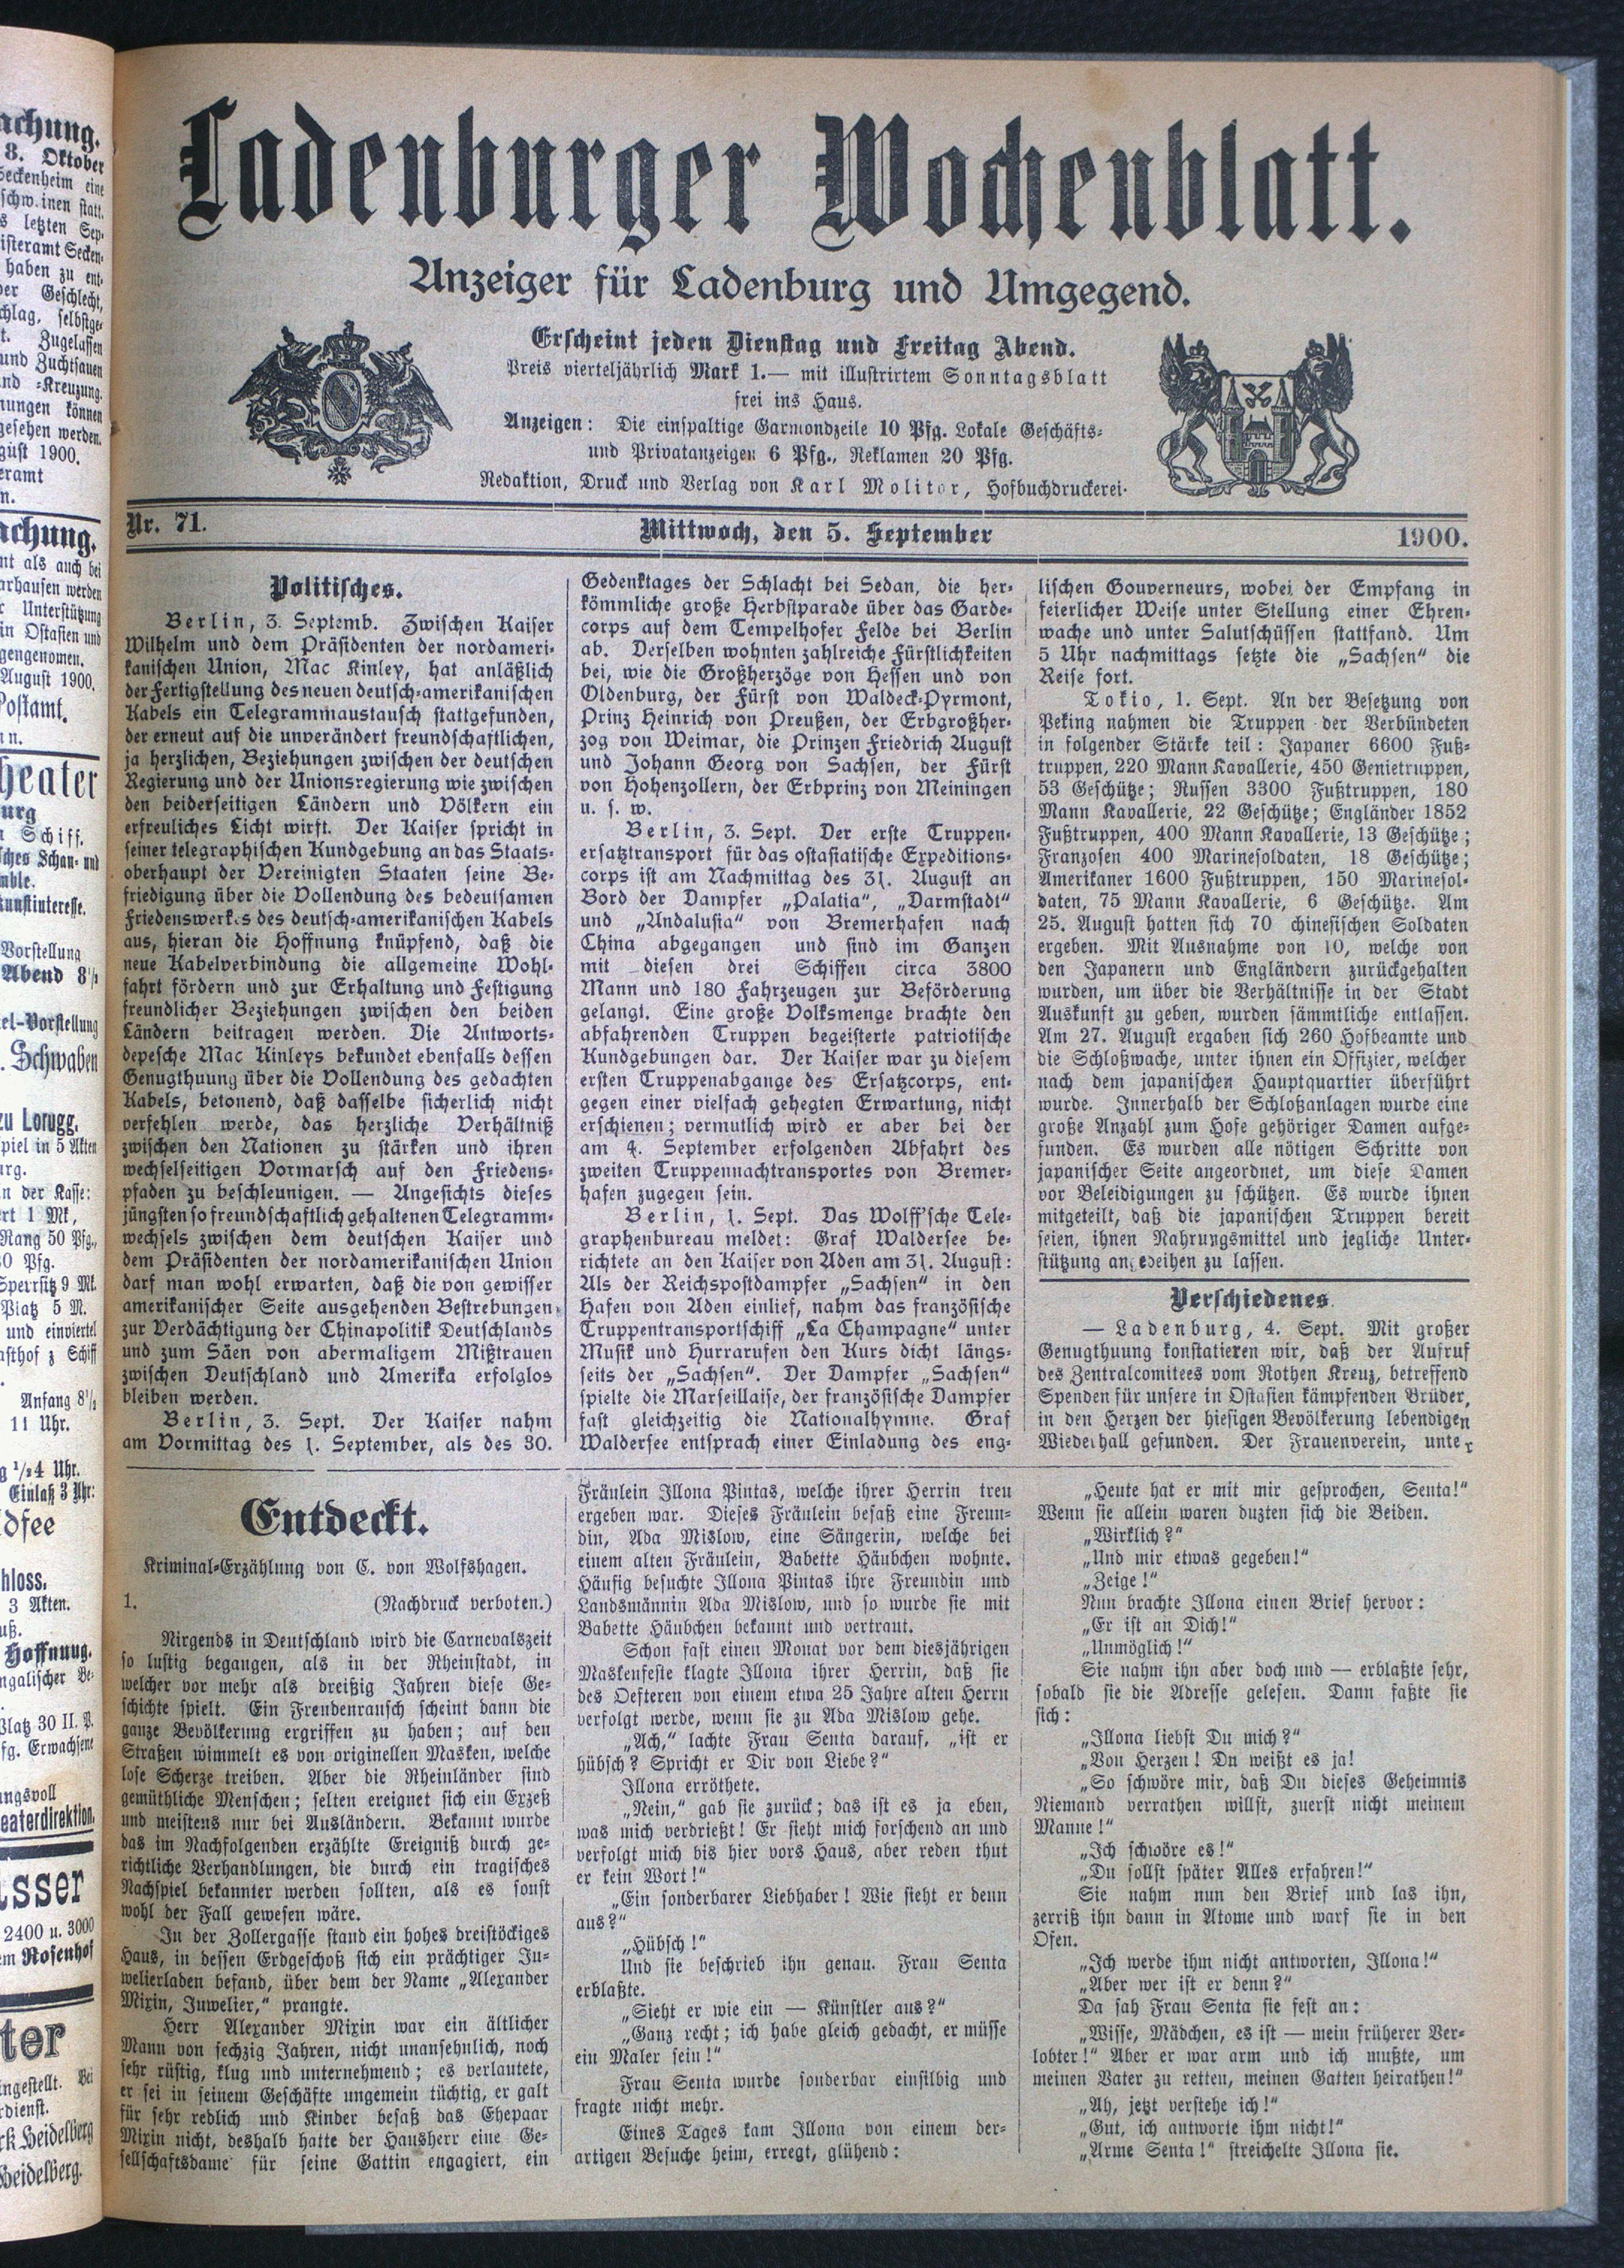 Ladenburger Wochenblatt.
Anzeiger für Ladenburg und Umgegend.
Erscheint jeden Dienstag und Freitag Abend.
Preis vierteljährlich Mark 1.— mit illustrirtem Sonntagsblatt
frei ins Haus.
Anzeigen: Die einspaltige Garmondzeile 10 Pfg. Lokale Geschäfts-
und Privatanzeigen 6 Pfg., Reklamen 20 Pfg.
Redaktion, Druck und Verlag von Karl Molitor, Hofbuchdruckerei.
Nr. 71.
Mittwoch, den 5. September
1900.
Politisches.
Berlin, 3. Septemb. Zwischen Kaiser
Wilhelm und dem Präsidenten der nordameri-
kanischen Union, Mac Kinley, hat anläßlich
der Fertigstellung des neuen deutsch-amerikanischen
Kabels ein Telegrammaustausch stattgefunden,
der erneut auf die unverändert freundschaftlichen,
ja herzlichen, Beziehungen zwischen der deutschen
Regierung und der Unionsregierung wie zwischen
den beiderseitigen Ländern und Völkern ein
erfreuliches Licht wirft. Der Kaiser spricht in
seiner telegraphischen Kundgebung an das Staats-
oberhaupt der Vereinigten Staaten seine Be-
friedigung über die Vollendung des bedeutsamen
Friedenswerkes des deutsch-amerikanischen Kabels
aus, hieran die Hoffnung knüpfend, daß die
neue Kabelverbindung die allgemeine Wohl-
fahrt fördern und zur Erhaltung und Festigung
freundlicher Beziehungen zwischen den beiden
Ländern beitragen werden. Die Antworts-
depesche Mac Kinleys bekundet ebenfalls dessen
Genugthuung über die Vollendung des gedachten
Kabels, betonend, daß dasselbe sicherlich nicht
verfehlen werde, das herzliche Verhältniß
zwischen den Nationen zu stärken und ihren
wechselseitigen Vormarsch auf den Friedens-
pfaden zu beschleunigen. — Angesichts dieses
jüngsten so freundschaftlich gehaltenen Telegramm-
wechsels zwischen dem deutschen Kaiser und
dem Präsidenten der nordamerikanischen Union
darf man wohl erwarten, daß die von gewisser
amerikanischer Seite ausgehenden Bestrebungen
zur Verdächtigung der Chinapolitik Deutschlands
und zum Säen von abermaligem Mißtrauen
zwischen Deutschland und Amerika erfolglos
bleiben werden.
Berlin, 3. Sept. Der Kaiser nahm
am Vormittag des 1. September, als des 30.
Gedenktages der Schlacht bei Sedan, die her-
kömmliche große Herbstparade über das Garde-
corps auf dem Tempelhofer Felde bei Berlin
ab. Derselben wohnten zahlreiche Fürstlichkeiten
bei, wie die Großherzöge von Hessen und von
Oldenburg, der Fürst von Waldeck-Pyrmont,
Prinz Heinrich von Preußen, der Erbgroßher-
zog von Weimar, die Prinzen Friedrich August
und Johann Georg von Sachsen, der Fürst
von Hohenzollern, der Erbprinz von Meiningen
u. s. w.
Berlin, 3. Sept. Der erste Truppen-
ersatztransport für das ostasiatische Expeditions-
corps ist am Nachmittag des 31. August an
Bord der Dampfer „Palatia“, „Darmstadt“
und „Andalusia“ von Bremerhafen nach
China abgegangen und sind im Ganzen
mit diesen drei Schiffen circa 3800
Mann und 180 Fahrzeugen zur Beförderung
gelangt. Eine große Volksmenge brachte den
abfahrenden Truppen begeisterte patriotische
Kundgebungen dar. Der Kaiser war zu diesem
ersten Truppenabgange des Ersatzcorps, ent-
gegen einer vielfach gehegten Erwartung, nicht
erschienen; vermutlich wird er aber bei der
am 4. September erfolgenden Abfahrt des
zweiten Truppennachtransportes von Bremer-
hafen zugegen sein.
Berlin, 1. Sept. Das Wolff'sche Tele-
graphenbureau meldet: Graf Waldersee be-
richtete an den Kaiser von Aden am 31. August:
Als der Reichspostdampfer „Sachsen“ in den
Hafen von Aden einlief, nahm das französische
Truppentransportschiff „La Champagne“ unter
Musik und Hurrarufen den Kurs dicht längs-
seits der „Sachsen“. Der Dampfer „Sachsen“
spielte die Marseillaise, der französische Dampfer
fast gleichzeitig die Nationalhymne. Graf
Waldersee entsprach einer Einladung des eng-
lischen Gouverneurs, wobei der Empfang in
feierlicher Weise unter Stellung einer Ehren-
wache und unter Salutschüssen stattfand. Um
5 Uhr nachmittags setzte die „Sachsen“ die
Reise fort.
Tokio, 1. Sept. An der Besetzung von
Peking nahmen die Truppen der Verbündeten
in folgender Stärke teil: Japaner 6600 Fuß-
truppen, 220 Mann Kavallerie, 450 Genietruppen,
53 Geschütze; Russen 3300 Fußtruppen, 180
Mann Kavallerie, 22 Geschütze; Engländer 1852
Fußtruppen, 400 Mann Kavallerie, 13 Geschütze;
Franzosen 400 Marinesoldaten, 18 Geschütze;
Amerikaner 1600 Fußtruppen, 150 Marinesol-
daten, 75 Mann Kavallerie, 6 Geschütze. Am
25. August hatten sich 70 chinesischen Soldaten
ergeben. Mit Ausnahme von 10, welche von
den Japanern und Engländern zurückgehalten
wurden, um über die Verhältnisse in der Stadt
Auskunft zu geben, wurden sämmtliche entlassen.
Am 27. August ergaben sich 260 Hofbeamte und
die Schloßwache, unter ihnen ein Offizier, welcher
nach dem japanischen Hauptquartier überführt
wurde. Innerhalb der Schloßanlagen wurde eine
große Anzahl zum Hofe gehöriger Damen aufge-
funden. Es wurden alle nötigen Schritte von
japanischer Seite angeordnet, um diese Damen
vor Beleidigungen zu schützen. Es wurde ihnen
mitgeteilt, daß die japanischen Truppen bereit
seien, ihnen Nahrungsmittel und jegliche Unter-
stützung angedeihen zu lassen.
Verschiedenes.
— Ladenburg, 4. Sept. Mit großer
Genugthuung konstatieren wir, daß der Aufruf
des Zentralcomitees vom Rothen Kreuz, betreffend
Spenden für unsere in Ostasien kämpfenden Brüder,
in den Herzen der hiesigen Bevölkerung lebendigen
Wiederhall gefunden. Der Frauenverein, unter
Entdeckt.
Kriminal-Erzählung von C. von Wolfshagen.
1. (Nachdruck verboten.)
Nirgends in Deutschland wird die Carnevalszeit
so lustig begangen, als in der Rheinstadt, in
welcher vor mehr als dreißig Jahren diese Ge-
schichte spielt. Ein Freudenrausch scheint dann die
ganze Bevölkerung ergriffen zu haben; auf den
Straßen wimmelt es von originellen Masken, welche
lose Scherze treiben. Aber die Rheinländer sind
gemüthliche Menschen; selten ereignet sich ein Exzeß
und meistens nur bei Ausländern. Bekannt wurde
das im Nachfolgenden erzählte Ereigniß durch ge-
richtliche Verhandlungen, die durch ein tragisches
Nachspiel bekannter werden sollten, als es sonst
wohl der Fall gewesen wäre.
In der Zollergasse stand ein hohes dreistöckiges
Haus, in dessen Erdgeschoß sich ein prächtiger Ju-
welierladen befand, über dem der Name „Alexander
Mixin, Juwelier,“ prangte.
Herr Alexander Mixin war ein ältlicher
Mann von sechzig Jahren, nicht unansehnlich, noch
sehr rüstig, klug und unternehmend; es verlautete,
er sei in seinem Geschäfte ungemein tüchtig, er galt
für sehr redlich und Kinder besaß das Ehepaar
Mixin nicht, deshalb hatte der Hausherr eine Ge-
sellschaftsdame für seine Gattin engagiert, ein
Fräulein Illona Pintas, welche ihrer Herrin treu
ergeben war. Dieses Fräulein besaß eine Freun-
din, Ada Mislow, eine Sängerin, welche bei
einem alten Fräulein, Babette Häubchen wohnte.
Häufig besuchte Illona Pintas ihre Freundin und
Landsmännin Ada Mislow, und so wurde sie mit
Babette Häubchen bekannt und vertraut.
Schon fast einen Monat vor dem diesjährigen
Maskenfeste klagte Illona ihrer Herrin, daß sie
des Oefteren von einem etwa 25 Jahre alten Herrn
verfolgt werde, wenn sie zu Ada Mislow gehe.
„Ach,“ lachte Frau Senta darauf, „ist er
hübsch? Spricht er Dir von Liebe?“
Illona erröthete.
„Nein,“ gab sie zurück; das ist es ja eben,
was mich verdrießt! Er sieht mich forschend an und
verfolgt mich bis hier vors Haus, aber reden thut
er kein Wort!“
„Ein sonderbarer Liebhaber! Wie sieht er denn
aus?“
„Hübsch!“
Und sie beschrieb ihn genau. Frau Senta
erblaßte.
„Sieht er wie ein — Künstler aus?“
„Ganz recht; ich habe gleich gedacht, er müsse
ein Maler sein!“
Frau Senta wurde sonderbar einsilbig und
fragte nicht mehr.
Eines Tages kam Illona von einem der-
artigen Besuche heim, erregt, glühend:
„Heute hat er mit mir gesprochen, Senta!“
Wenn sie allein waren duzten sich die Beiden.
„Wirklich?“
„Und mir etwas gegeben!“
„Zeige!“
Nun brachte Illona einen Brief hervor:
„Er ist an Dich!“
„Unmöglich!“
Sie nahm ihn aber doch und — erblaßte sehr,
sobald sie die Adresse gelesen. Dann faßte sie
sich:
„Illona liebst Du mich?“
„Von Herzen! Du weißt es ja!
„So schwöre mir, daß Du dieses Geheimnis
Niemand verrathen willst, zuerst nicht meinem
Manne!“
„Ich schwöre es!“
„Du sollst später Alles erfahren!“
Sie nahm nun den Brief und las ihn,
zerriß ihn dann in Atome und warf sie in den
Ofen.
„Ich werde ihm nicht antworten, Illona!“
„Aber wer ist er denn?“
Da sah Frau Senta sie fest an:
„Wisse, Mädchen, es ist — mein früherer Ver-
lobter!“ Aber er war arm und ich mußte, um
meinen Vater zu retten, meinen Gatten heirathen!“
„Ah, jetzt verstehe ich!“
„Gut, ich antworte ihm nicht!“
„Arme Senta!“ streichelte Illona sie.